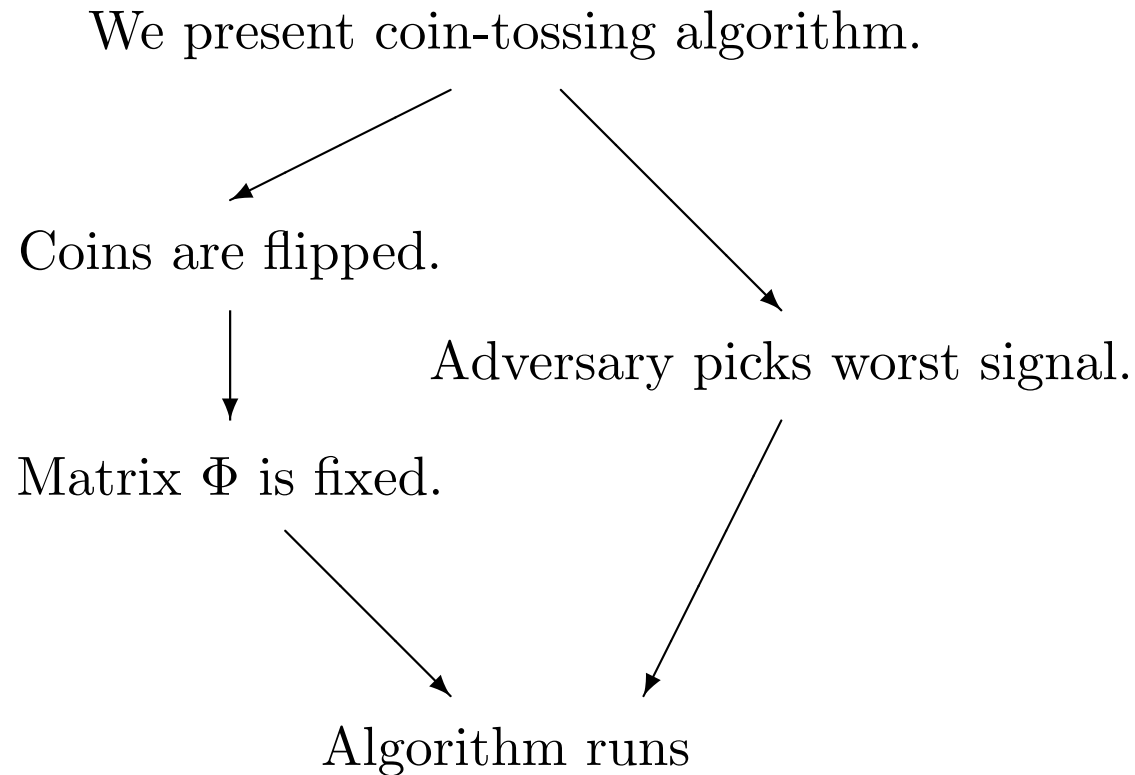 We present coin-tossing algorithm.
Coins are flipped.
Adversary picks worst signal.
Matrix Φ is fixed.
Algorithm runs